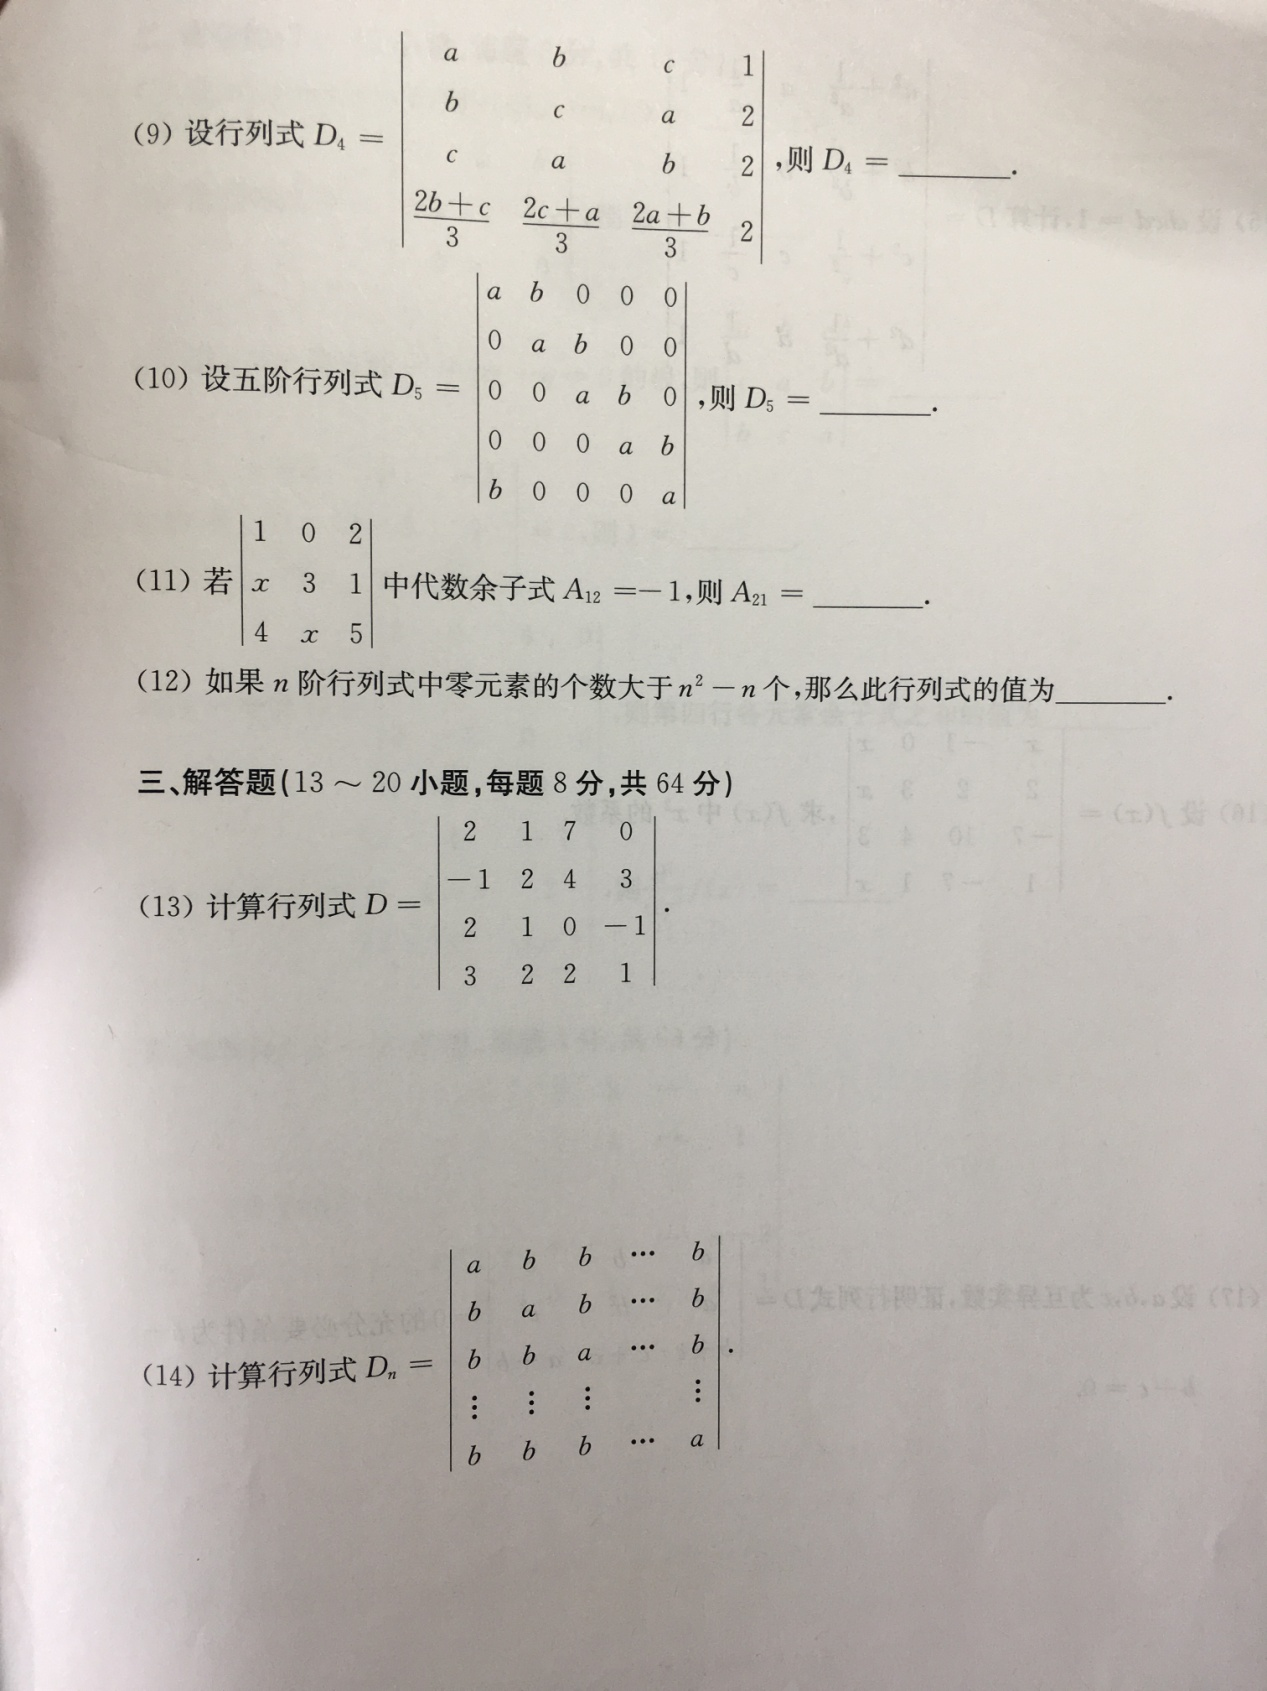 (9) 设行列式 D₄ =
a b c 1
b c a 2
c a b 2
(2b+c)/3 (2c+a)/3 (2a+b)/3 2
,则 D₄ = ______.
(10) 设五阶行列式 D₅ =
a b 0 0 0
0 a b 0 0
0 0 a b 0
0 0 0 a b
b 0 0 0 a
,则 D₅ = ______.
(11) 若
1 0 2
x 3 1
4 x 5
中代数余子式 A₁₂ =−1,则 A₂₁ = ______.
(12) 如果 n 阶行列式中零元素的个数大于 n² − n 个,那么此行列式的值为______.
三、解答题(13 ~ 20 小题,每题 8 分,共 64 分)
(13) 计算行列式 D =
2 1 7 0
−1 2 4 3
2 1 0 −1
3 2 2 1
.
(14) 计算行列式 Dₙ =
a b b ⋯ b
b a b ⋯ b
b b a ⋯ b
⋮ ⋮ ⋮ ⋮
b b b ⋯ a
.